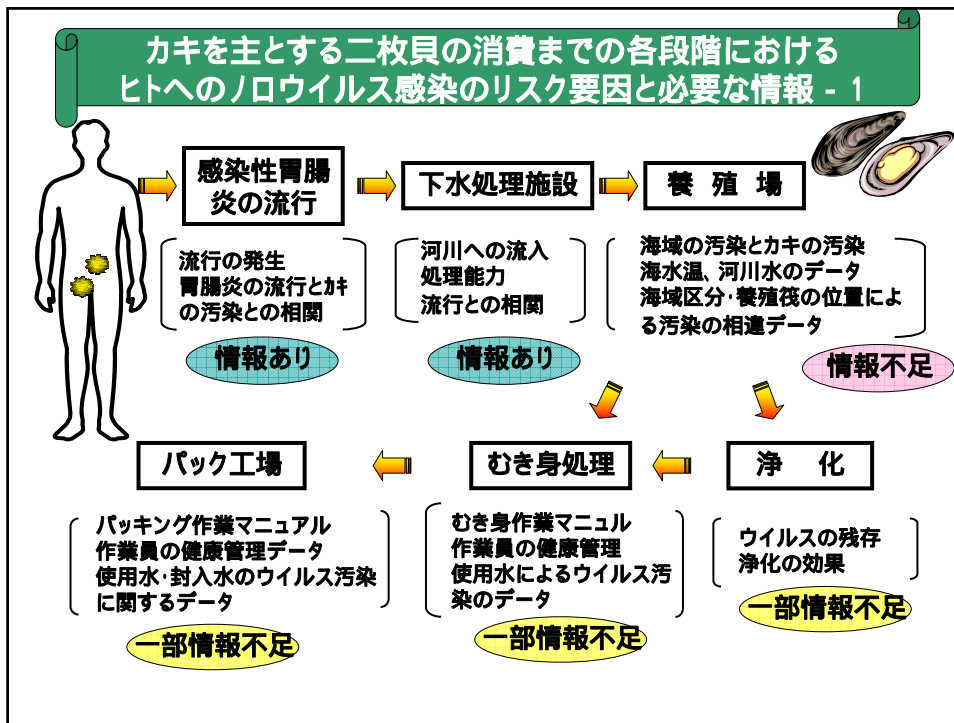 カキを主とする二枚貝の消費までの各段階における
ヒトへのノロウイルス感染のリスク要因と必要な情報 - 1
感染性胃腸
炎の流行
下水処理施設
養 殖 場
流行の発生
胃腸炎の流行とカキ
の汚染との相関
情報あり
河川への流入
処理能力
流行との相関
情報あり
海域の汚染とカキの汚染
海水温、河川水のデータ
海域区分・養殖筏の位置によ
る汚染の相違データ
情報不足
パック工場
むき身処理
浄 化
パッキング作業マニュアル
作業員の健康管理データ
使用水・封入水のウイルス汚染
に関するデータ
一部情報不足
むき身作業マニュル
作業員の健康管理
使用水によるウイルス汚
染のデータ
一部情報不足
ウイルスの残存
浄化の効果
一部情報不足